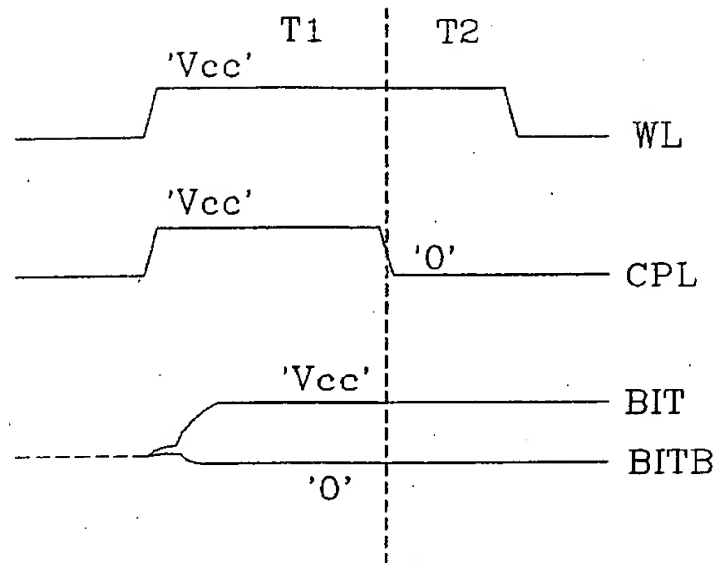 T1 T2
'Vcc'
WL
'Vcc'
'0'
CPL
'Vcc'
BIT
BITB
'0'